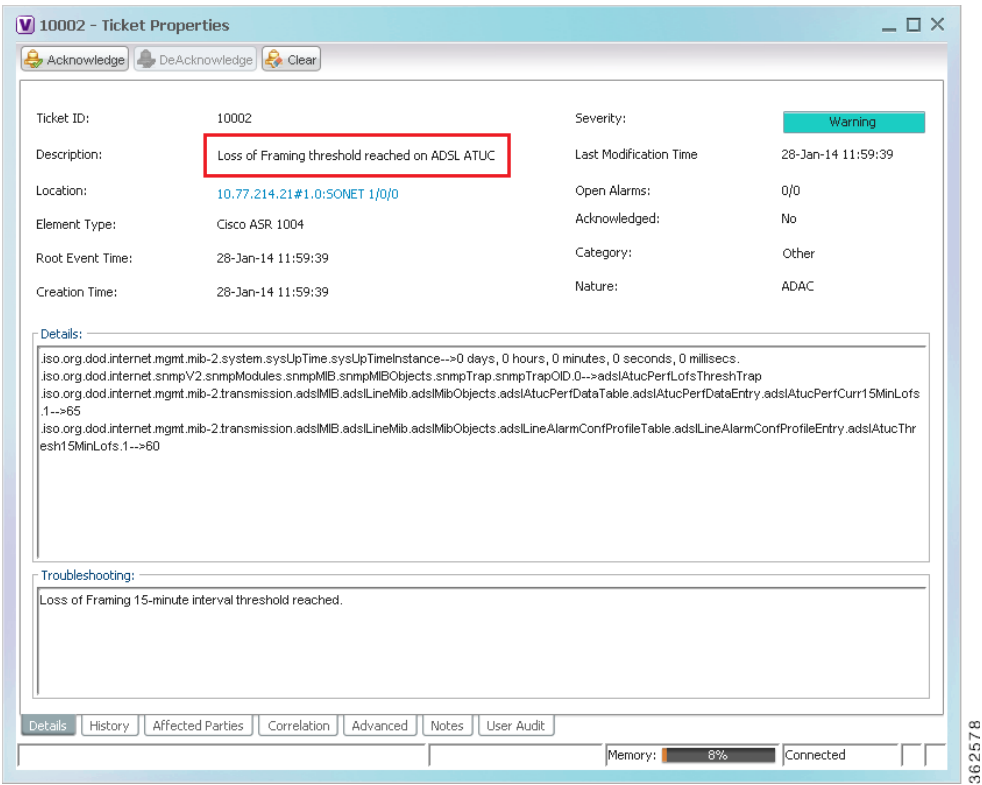 V 10002 - Ticket Properties
Acknowledge DeAcknowledge Clear
Ticket ID: 10002 Severity: Warning
Description: Loss of Framing threshold reached on ADSL ATUC Last Modification Time 28-Jan-14 11:59:39
Location: 10.77.214.21#1.0:SONET 1/0/0 Open Alarms: 0/0
Element Type: Cisco ASR 1004 Acknowledged: No
Root Event Time: 28-Jan-14 11:59:39 Category: Other
Creation Time: 28-Jan-14 11:59:39 Nature: ADAC
Details:
.iso.org.dod.internet.mgmt.mib-2.system.sysUpTime.sysUpTimeInstance-->0 days, 0 hours, 0 minutes, 0 seconds, 0 millisecs.
.iso.org.dod.internet.snmpV2.snmpModules.snmpMIB.snmpMIBObjects.snmpTrap.snmpTrapOID.0-->adslAtucPerfLofsThreshTrap
.iso.org.dod.internet.mgmt.mib-2.transmission.adslMIB.adslLineMib.adslMibObjects.adslAtucPerfDataTable.adslAtucPerfDataEntry.adslAtucPerfCurr15MinLofs
.1-->65
.iso.org.dod.internet.mgmt.mib-2.transmission.adslMIB.adslLineMib.adslMibObjects.adslLineAlarmConfProfileTable.adslLineAlarmConfProfileEntry.adslAtucThr
esh15MinLofs.1-->60
Troubleshooting:
Loss of Framing 15-minute interval threshold reached.
Details History Affected Parties Correlation Advanced Notes User Audit
Memory: 8% Connected
362578